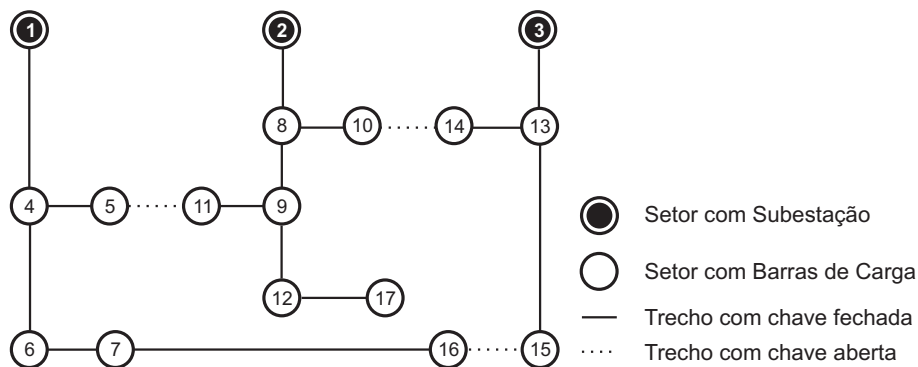 1 2 3
8 10 14 13
4 5 11 9
Setor com Subestação
Setor com Barras de Carga
12 17
Trecho com chave fechada
6 7 16 15
Trecho com chave aberta